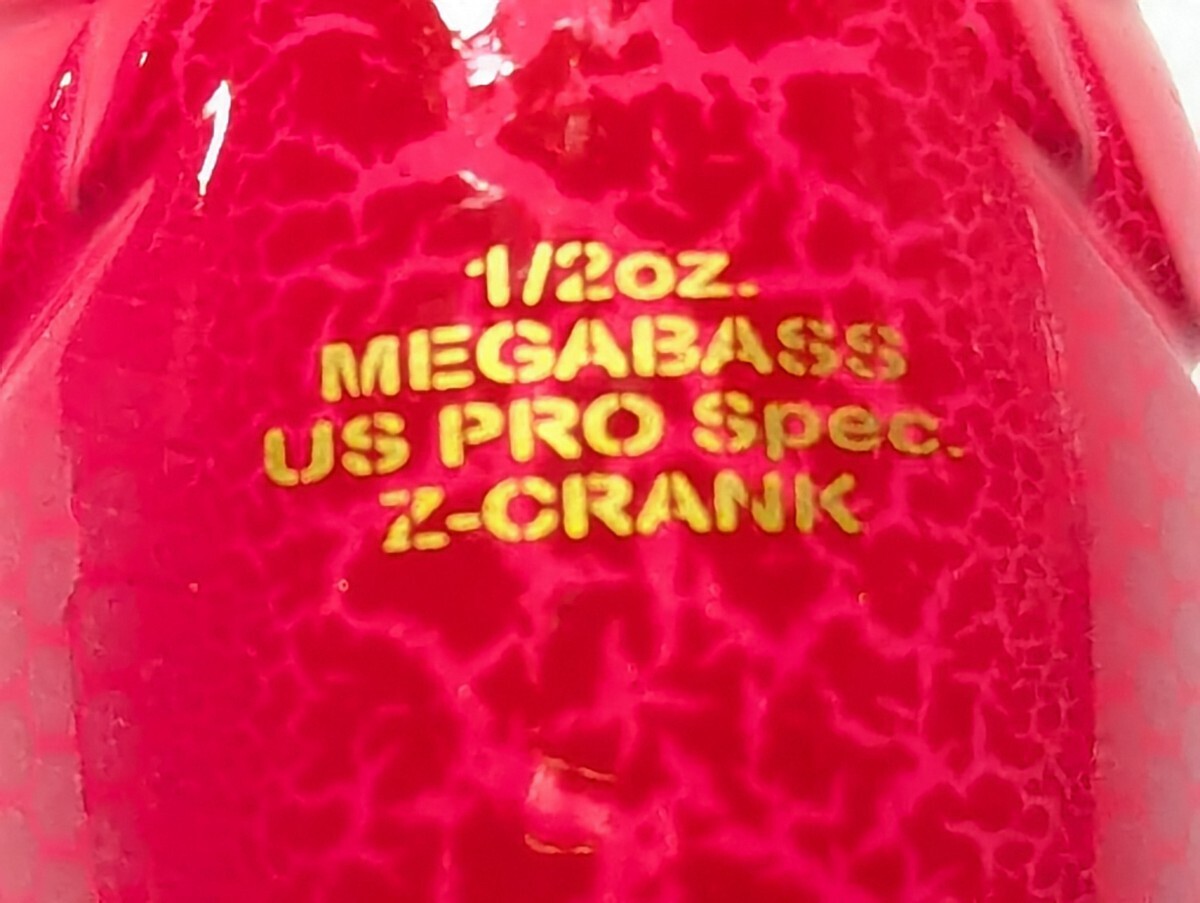 1/2oz.
MEGABASS
US PRO Spec.
Z-CRANK